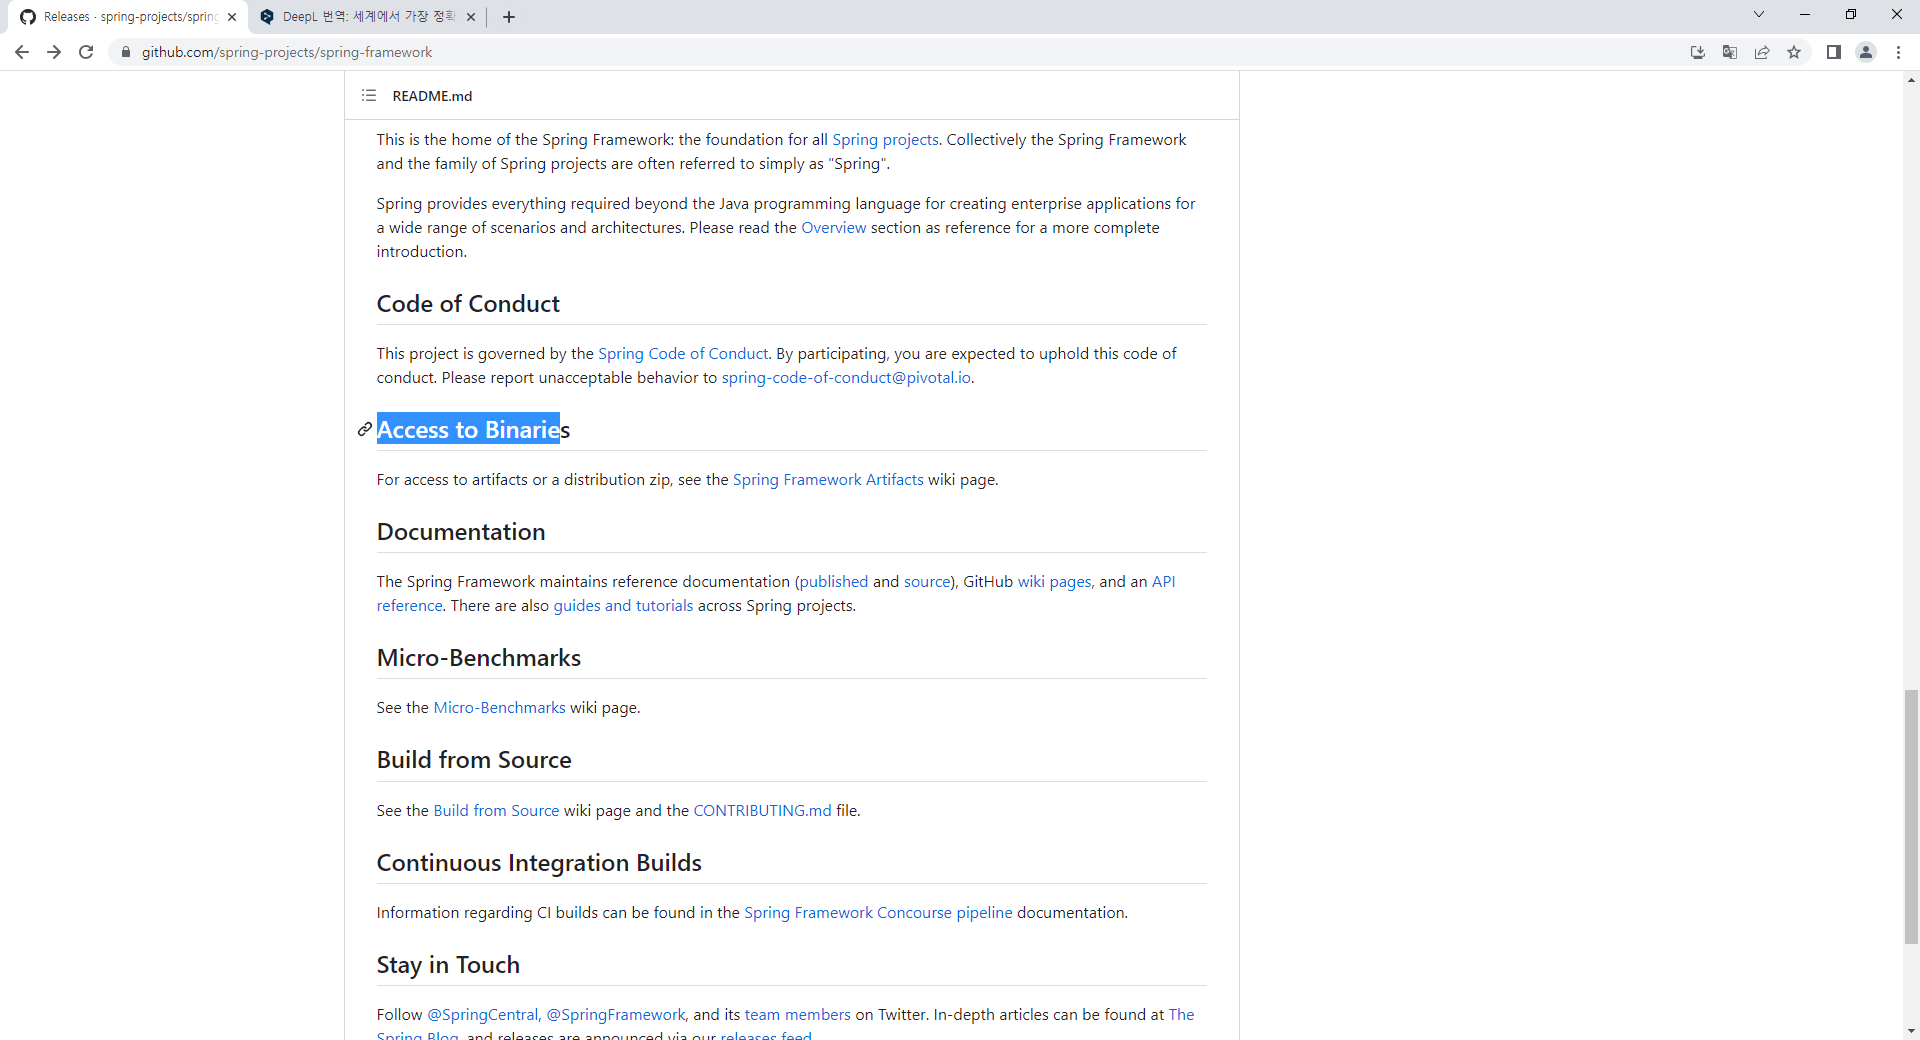 Releases · spring-projects/spring
DeepL 번역: 세계에서 가장 정확
github.com/spring-projects/spring-framework
README.md
This is the home of the Spring Framework: the foundation for all Spring projects. Collectively the Spring Framework
and the family of Spring projects are often referred to simply as "Spring".
Spring provides everything required beyond the Java programming language for creating enterprise applications for
a wide range of scenarios and architectures. Please read the Overview section as reference for a more complete
introduction.
Code of Conduct
This project is governed by the Spring Code of Conduct. By participating, you are expected to uphold this code of
conduct. Please report unacceptable behavior to spring-code-of-conduct@pivotal.io.
Access to Binaries
For access to artifacts or a distribution zip, see the Spring Framework Artifacts wiki page.
Documentation
The Spring Framework maintains reference documentation (published and source), GitHub wiki pages, and an API
reference. There are also guides and tutorials across Spring projects.
Micro-Benchmarks
See the Micro-Benchmarks wiki page.
Build from Source
See the Build from Source wiki page and the CONTRIBUTING.md file.
Continuous Integration Builds
Information regarding CI builds can be found in the Spring Framework Concourse pipeline documentation.
Stay in Touch
Follow @SpringCentral, @SpringFramework, and its team members on Twitter. In-depth articles can be found at The
Spring Blog, and releases are announced via our releases feed.